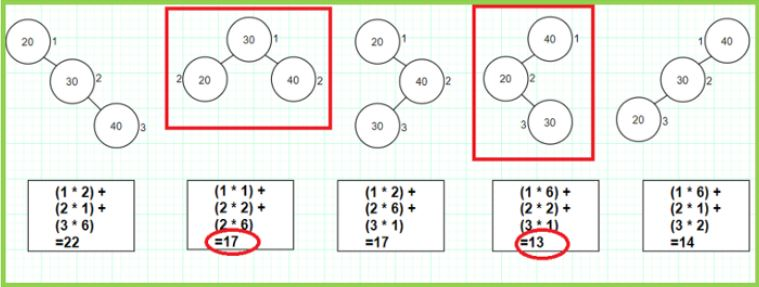 20 1
30 2
40 3
30 1
2 20
40 2
20 1
40 2
30 3
40 1
20 2
3 30
1 40
30 2
20 3
(1 * 2) +
(2 * 1) +
(3 * 6)
=22
(1 * 1) +
(2 * 2) +
(2 * 6)
=17
(1 * 2) +
(2 * 6) +
(3 * 1)
=17
(1 * 6) +
(2 * 2) +
(3 * 1)
=13
(1 * 6) +
(2 * 1) +
(3 * 2)
=14